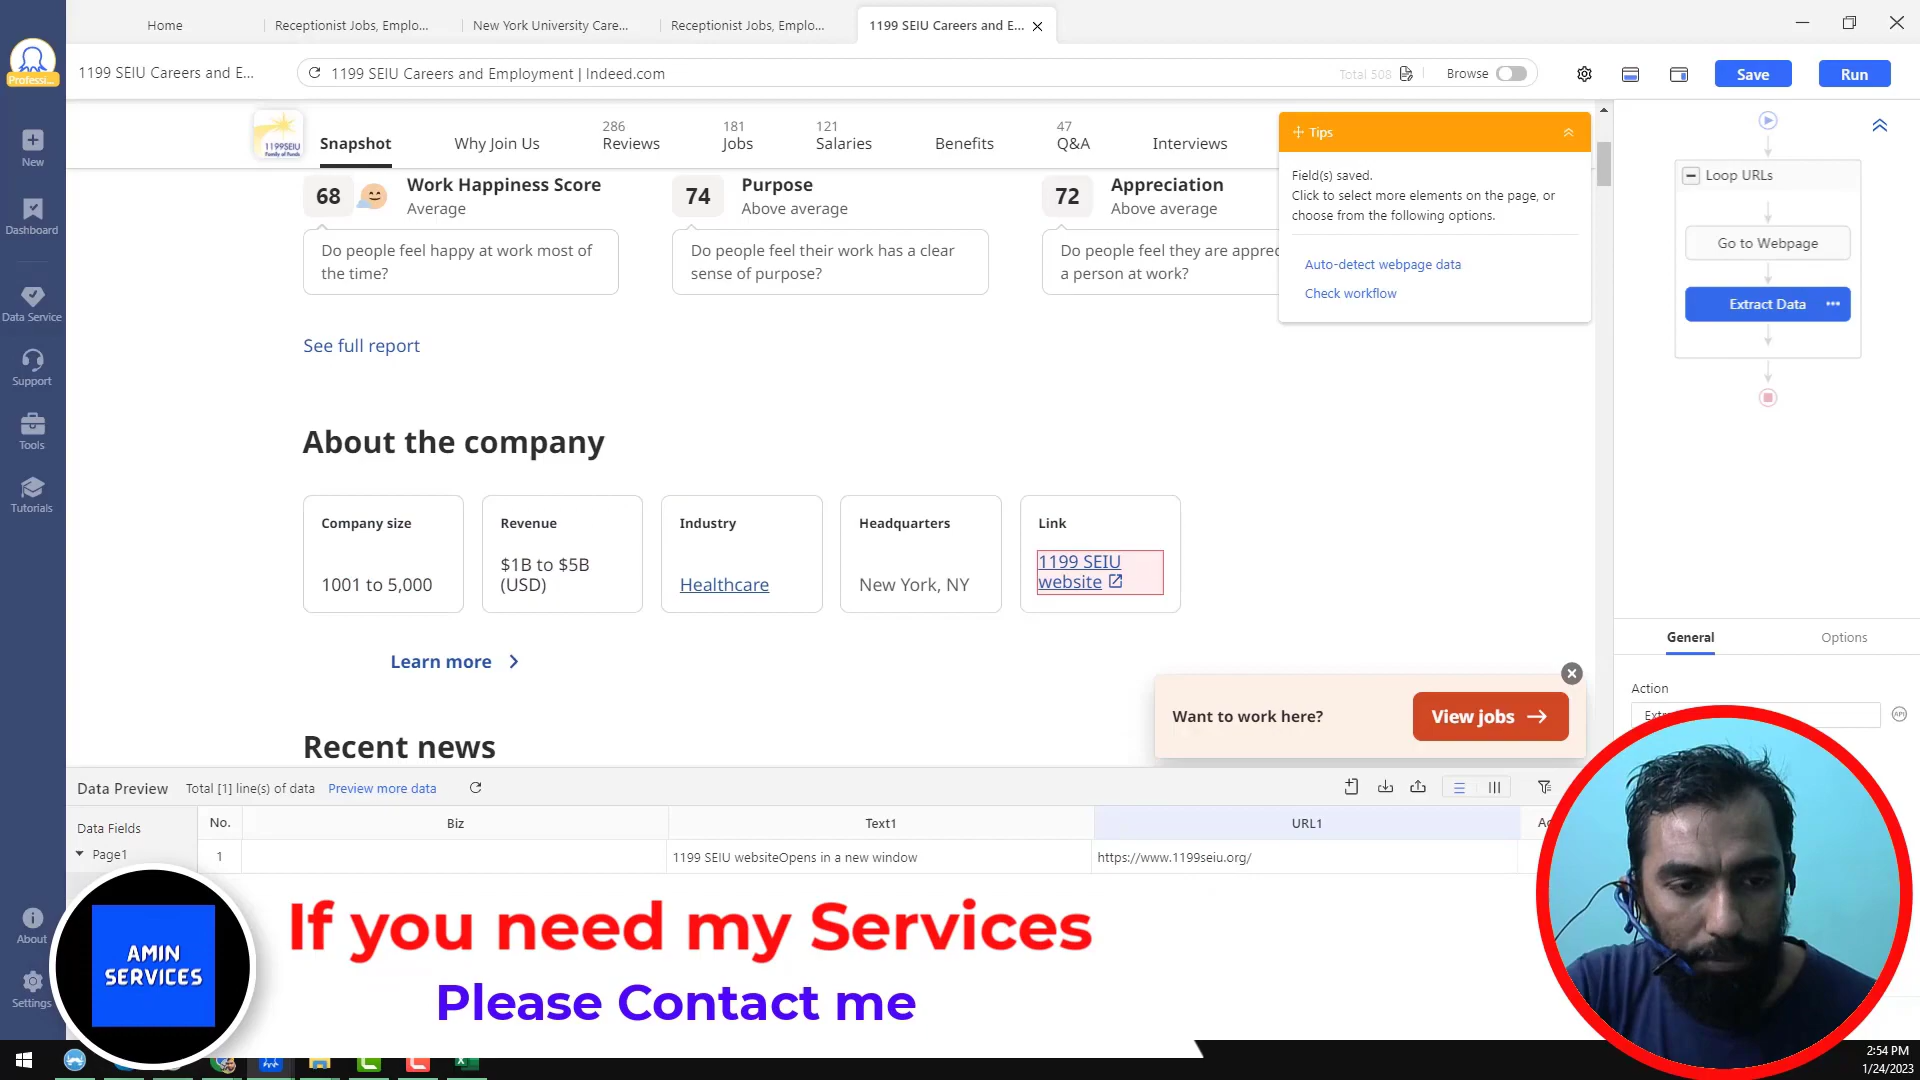 Home
Receptionist Jobs, Emplo...
New York University Care...
Receptionist Jobs, Emplo...
1199 SEIU Careers and E...
Professi...
1199 SEIU Careers and E...
1199 SEIU Careers and Employment | Indeed.com
Total 508
Browse
Save
Run
New
Dashboard
Data Service
Support
Tools
Tutorials
About
Settings
1199SEIU
Family of Funds
Snapshot
Why Join Us
286
Reviews
181
Jobs
121
Salaries
Benefits
47
Q&A
Interviews
68
Work Happiness Score
Average
Do people feel happy at work most of
the time?
74
Purpose
Above average
Do people feel their work has a clear
sense of purpose?
72
Appreciation
Above average
Do people feel they are apprec
a person at work?
See full report
About the company
Company size
1001 to 5,000
Revenue
$1B to $5B
(USD)
Industry
Healthcare
Headquarters
New York, NY
Link
1199 SEIU
website
Learn more
Recent news
Want to work here?
View jobs
Tips
Field(s) saved.
Click to select more elements on the page, or
choose from the following options.
Auto-detect webpage data
Check workflow
Loop URLs
Go to Webpage
Extract Data
General
Options
Action
Extr
API
Data Preview
Total [1] line(s) of data
Preview more data
Data Fields
Page1
No.
Biz
Text1
URL1
Ac
1
1199 SEIU websiteOpens in a new window
https://www.1199seiu.org/
AMIN
SERVICES
If you need my Services
Please Contact me
2:54 PM
1/24/2023